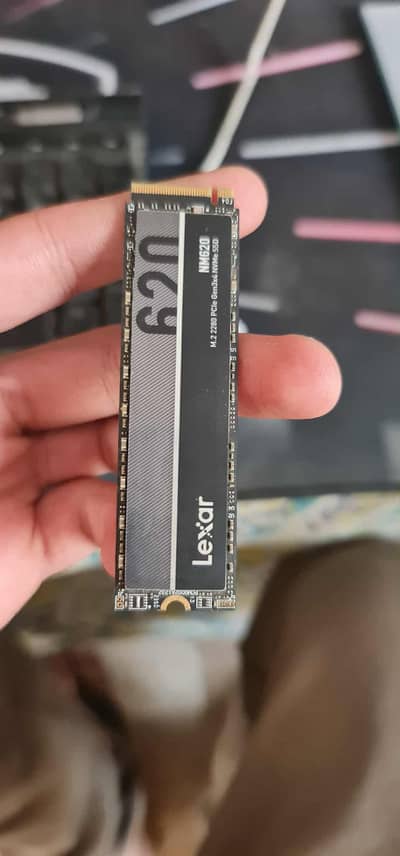 620
NM620
M.2 2280 PCIe Gen3x4 NVMe SSD
Lexar